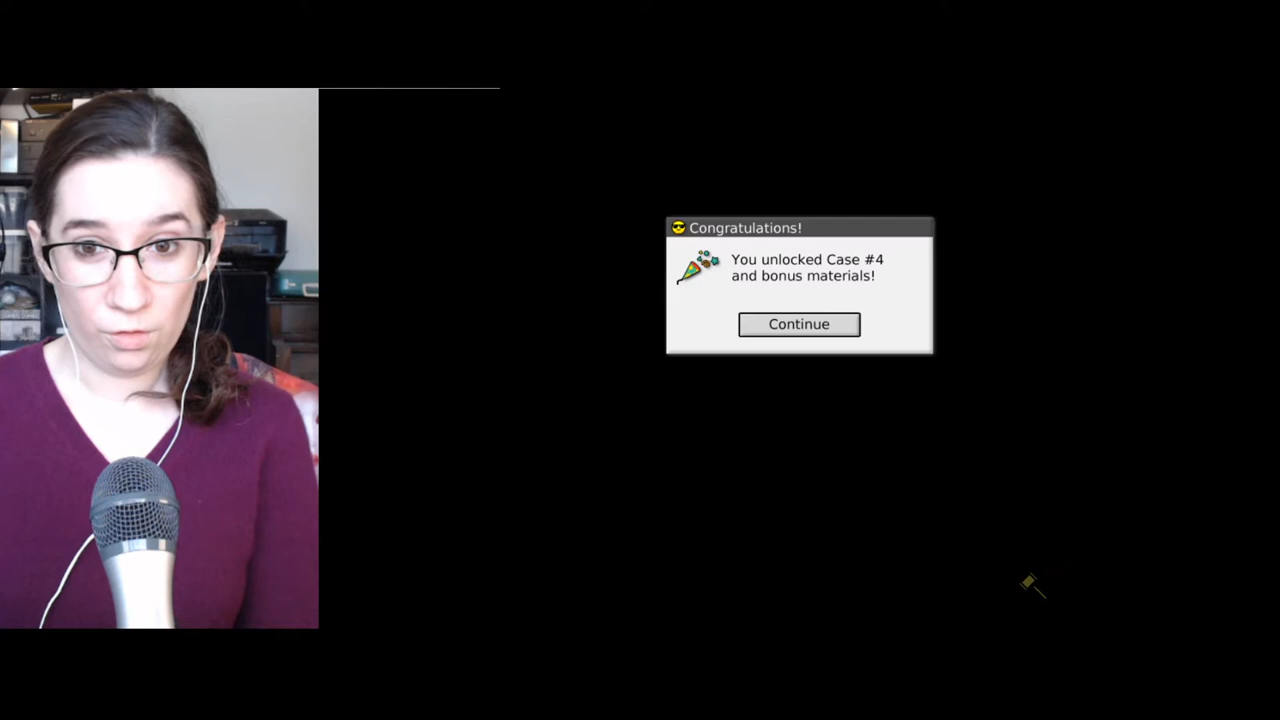 Congratulations!
You unlocked Case #4
and bonus materials!
Continue